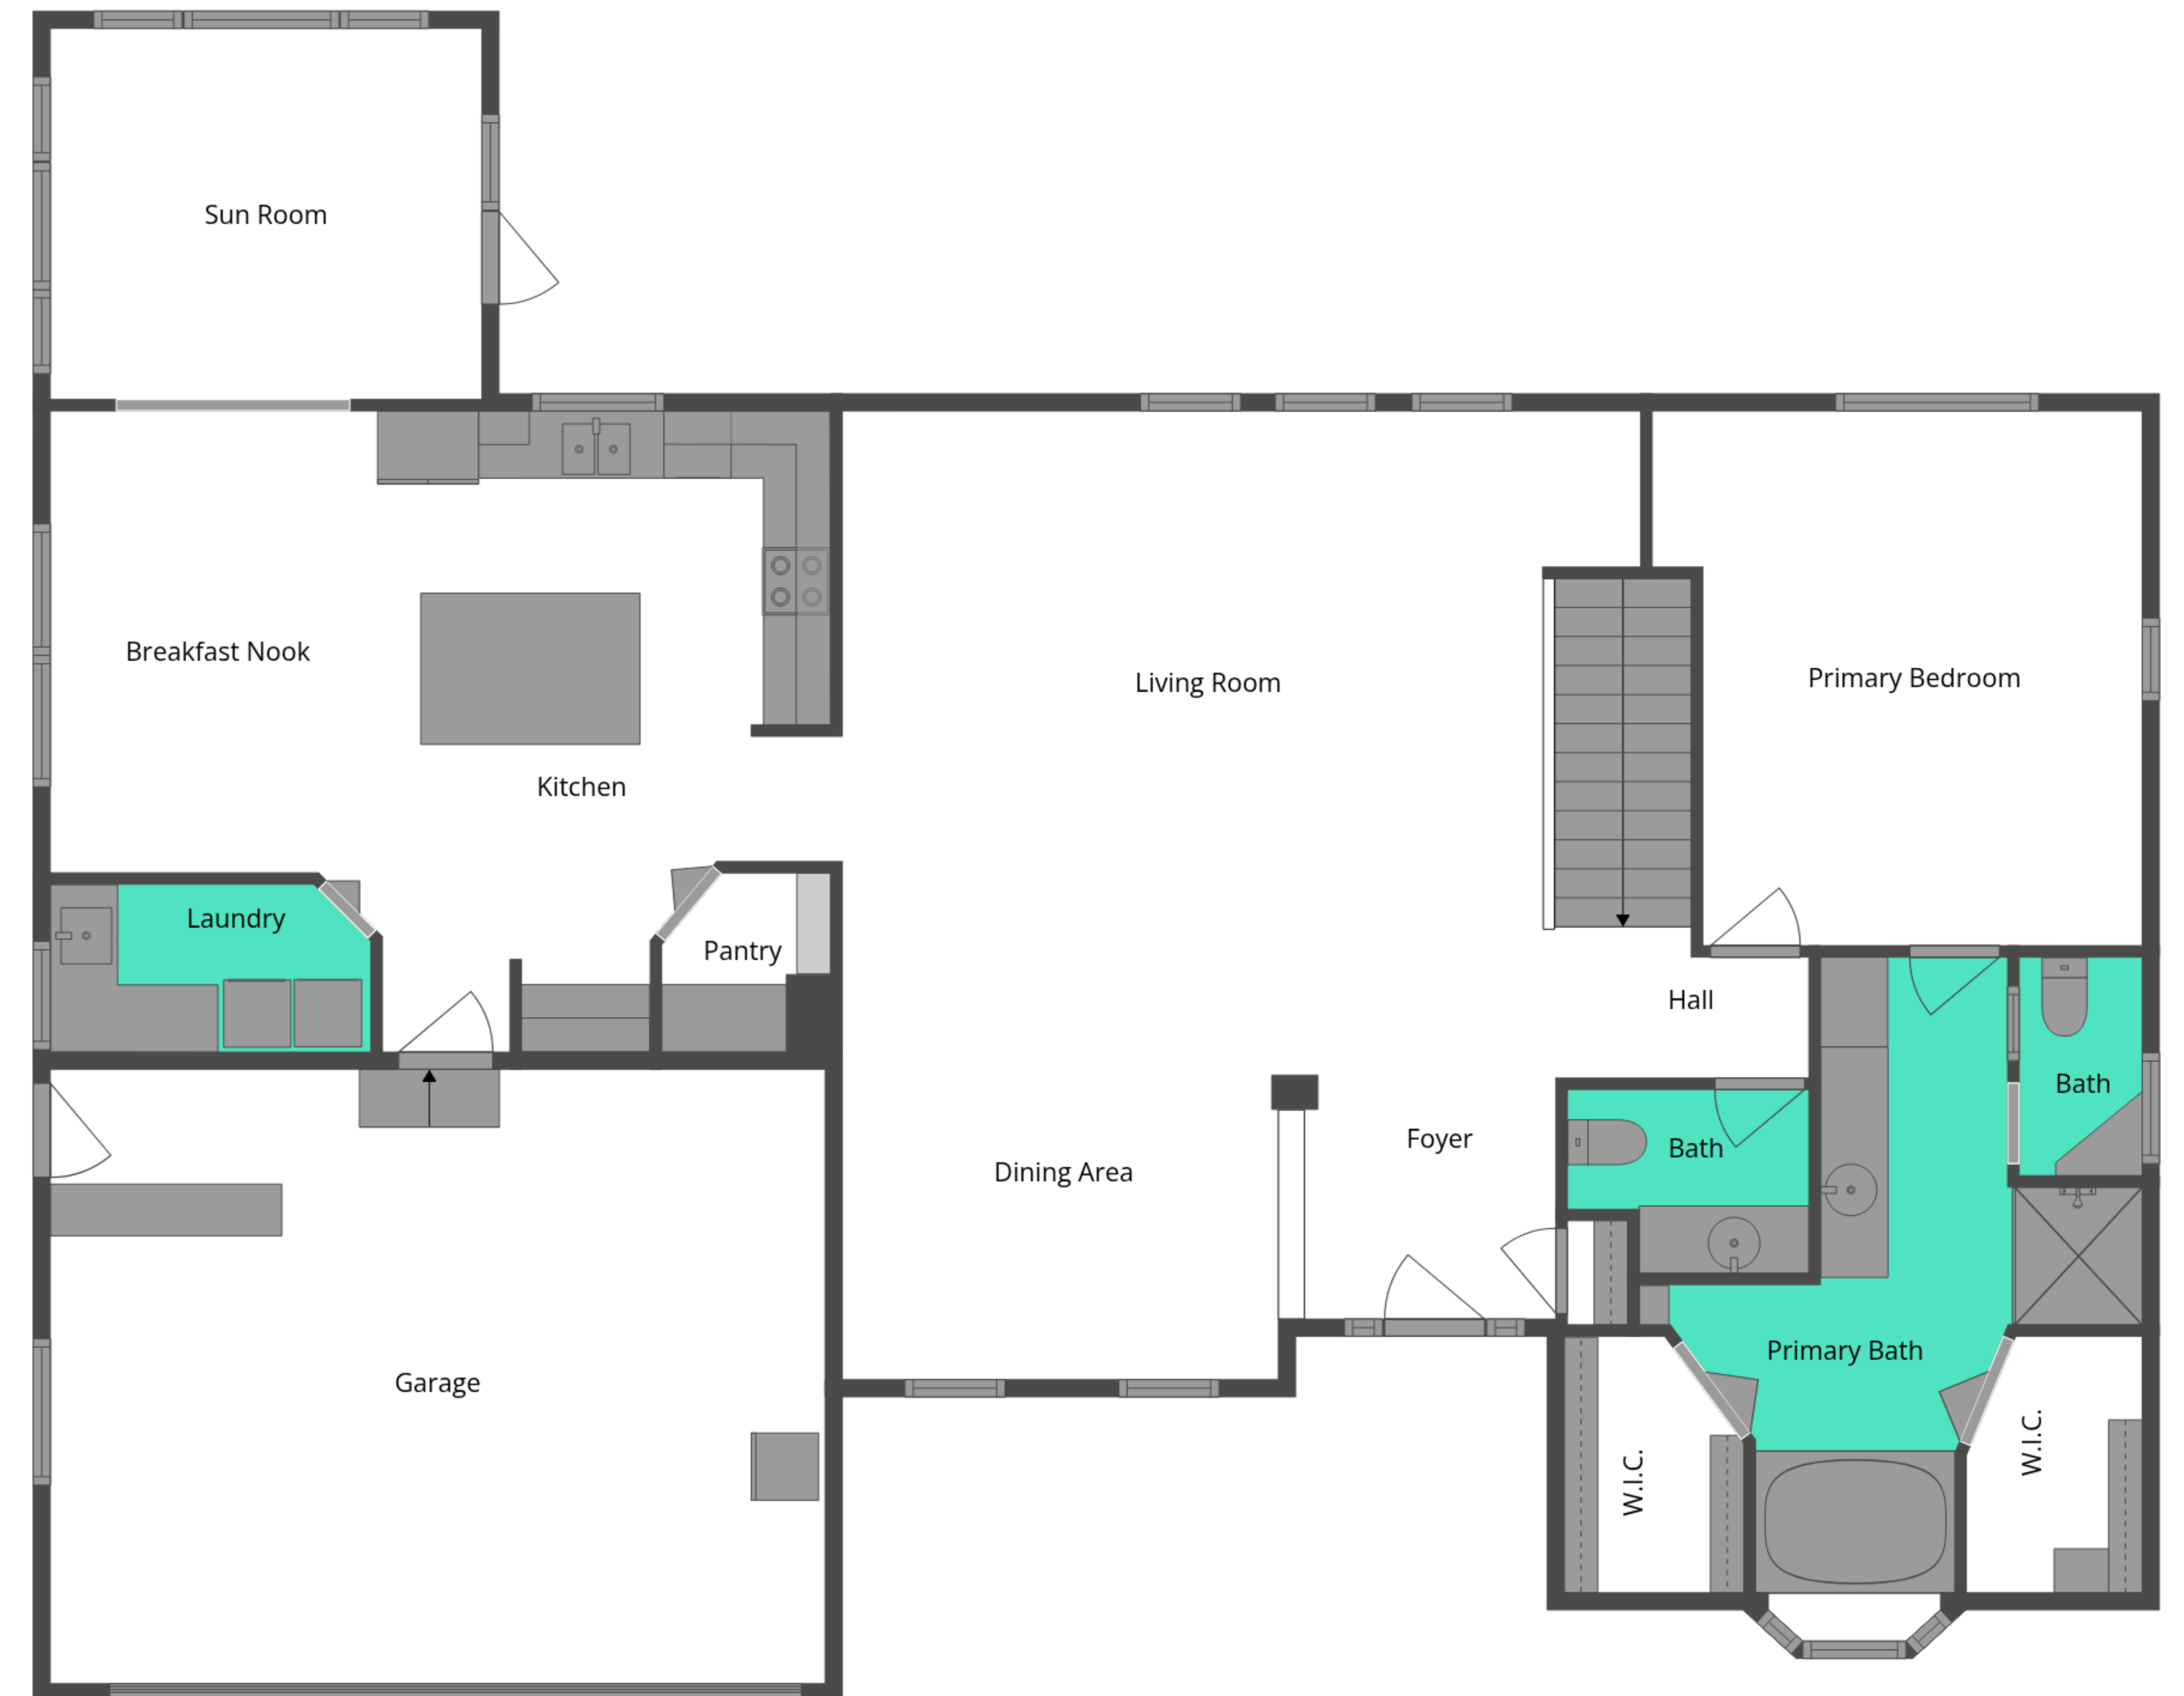 Sun Room
Breakfast Nook
Living Room
Primary Bedroom
Kitchen
Laundry
Pantry
Hall
Bath
Foyer
Bath
Dining Area
Primary Bath
Garage
W.I.C.
W.I.C.